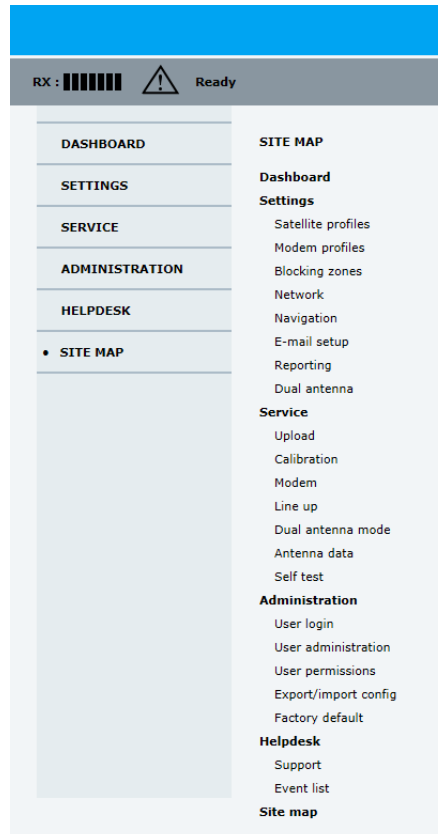 RX :
Ready
DASHBOARD
SETTINGS
SERVICE
ADMINISTRATION
HELPDESK
• SITE MAP
SITE MAP
Dashboard
Settings
Satellite profiles
Modem profiles
Blocking zones
Network
Navigation
E-mail setup
Reporting
Dual antenna
Service
Upload
Calibration
Modem
Line up
Dual antenna mode
Antenna data
Self test
Administration
User login
User administration
User permissions
Export/import config
Factory default
Helpdesk
Support
Event list
Site map